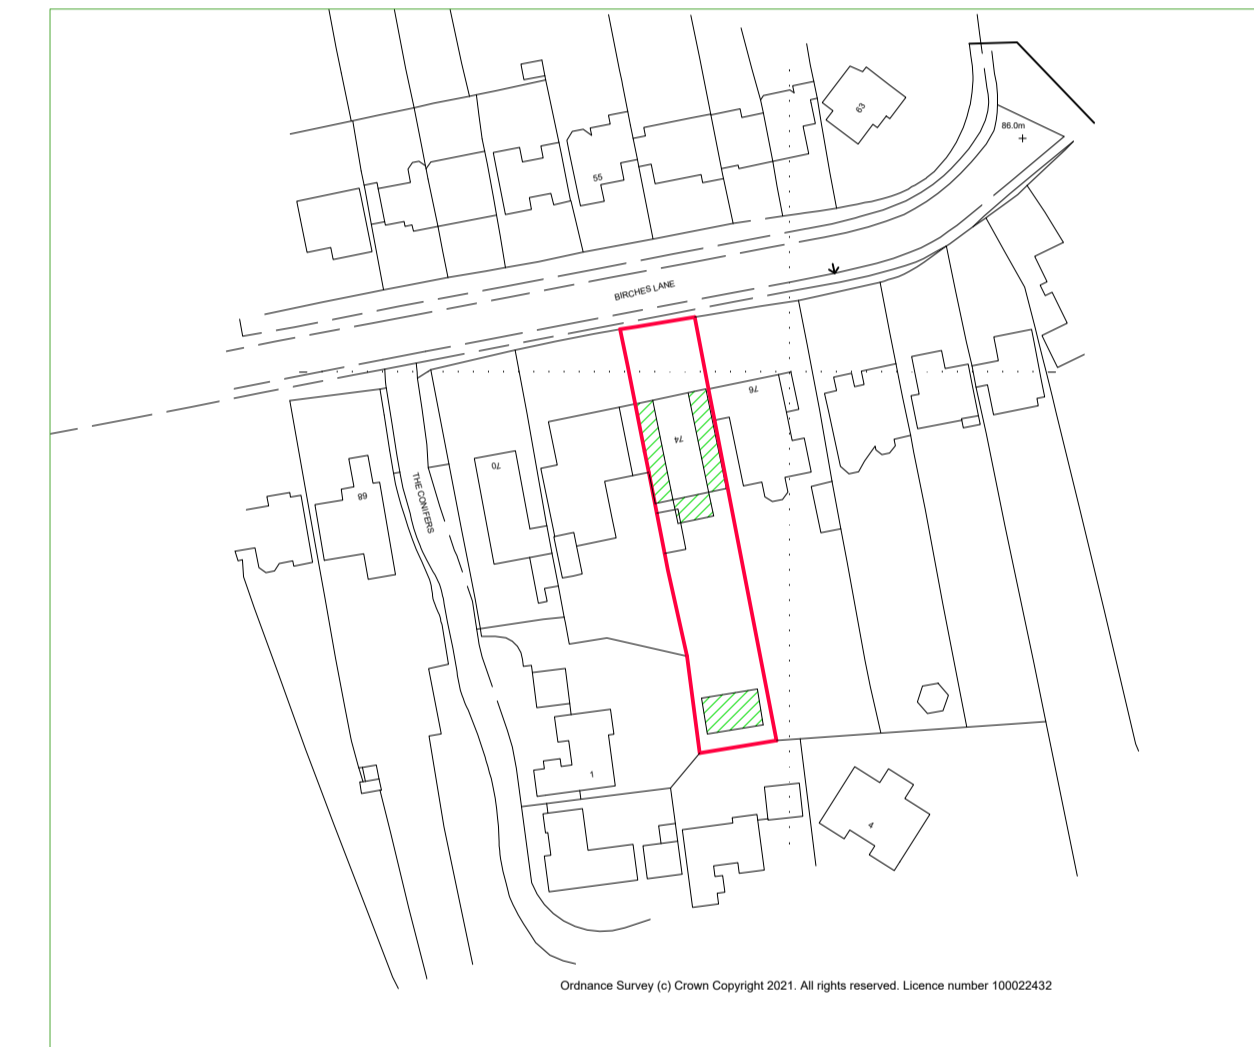 63
86.0m
55
BIRCHES LANE
76
74
70
68
THE CONIFERS
1
4
Ordnance Survey (c) Crown Copyright 2021. All rights reserved. Licence number 100022432